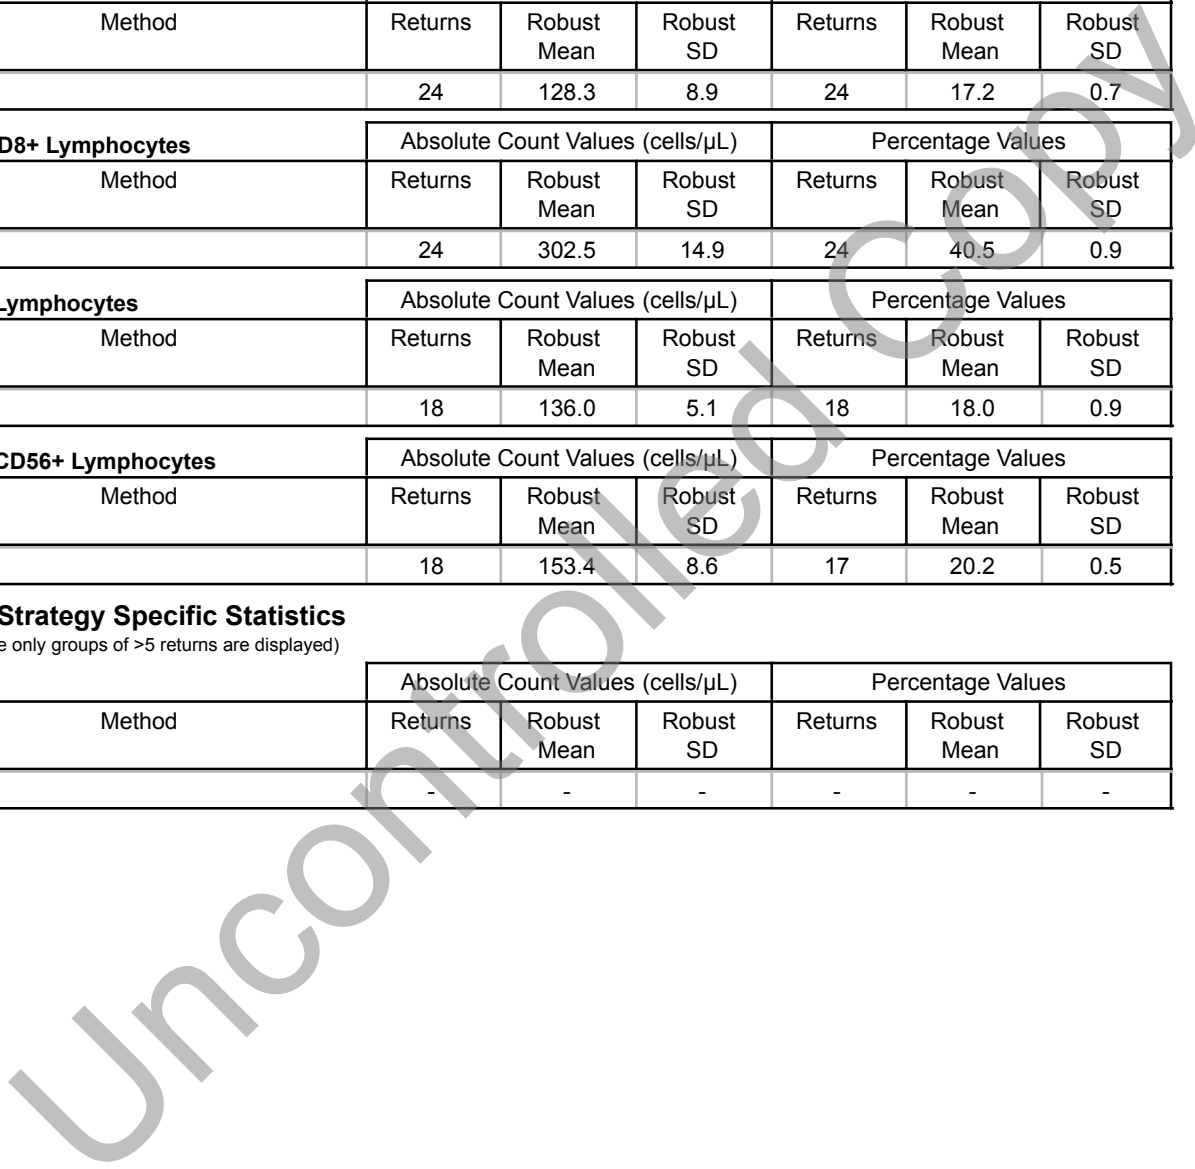 Method Returns Robust Mean Robust SD Returns Robust Mean Robust SD
24 128.3 8.9 24 17.2 0.7
D8+ Lymphocytes Absolute Count Values (cells/µL) Percentage Values
Method Returns Robust Mean Robust SD Returns Robust Mean Robust SD
24 302.5 14.9 24 40.5 0.9
Lymphocytes Absolute Count Values (cells/µL) Percentage Values
Method Returns Robust Mean Robust SD Returns Robust Mean Robust SD
18 136.0 5.1 18 18.0 0.9
CD56+ Lymphocytes Absolute Count Values (cells/µL) Percentage Values
Method Returns Robust Mean Robust SD Returns Robust Mean Robust SD
18 153.4 8.6 17 20.2 0.5
Strategy Specific Statistics
e only groups of >5 returns are displayed)
Absolute Count Values (cells/µL) Percentage Values
Method Returns Robust Mean Robust SD Returns Robust Mean Robust SD
- - - - - -
Uncontrolled Copy